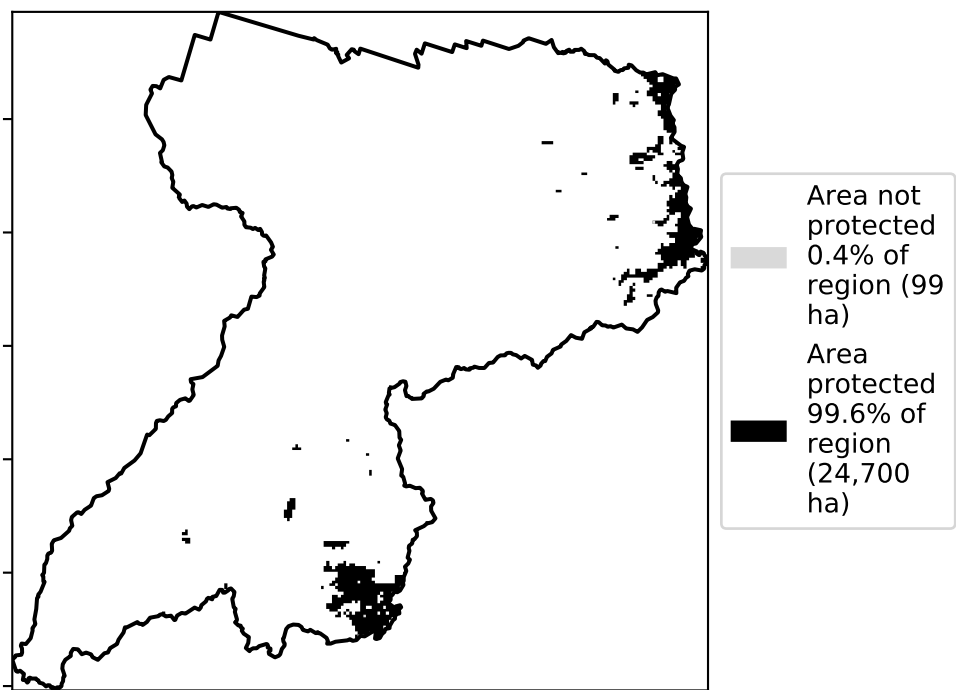 Area not
protected
0.4% of
region (99
ha)
Area
protected
99.6% of
region
(24,700
ha)